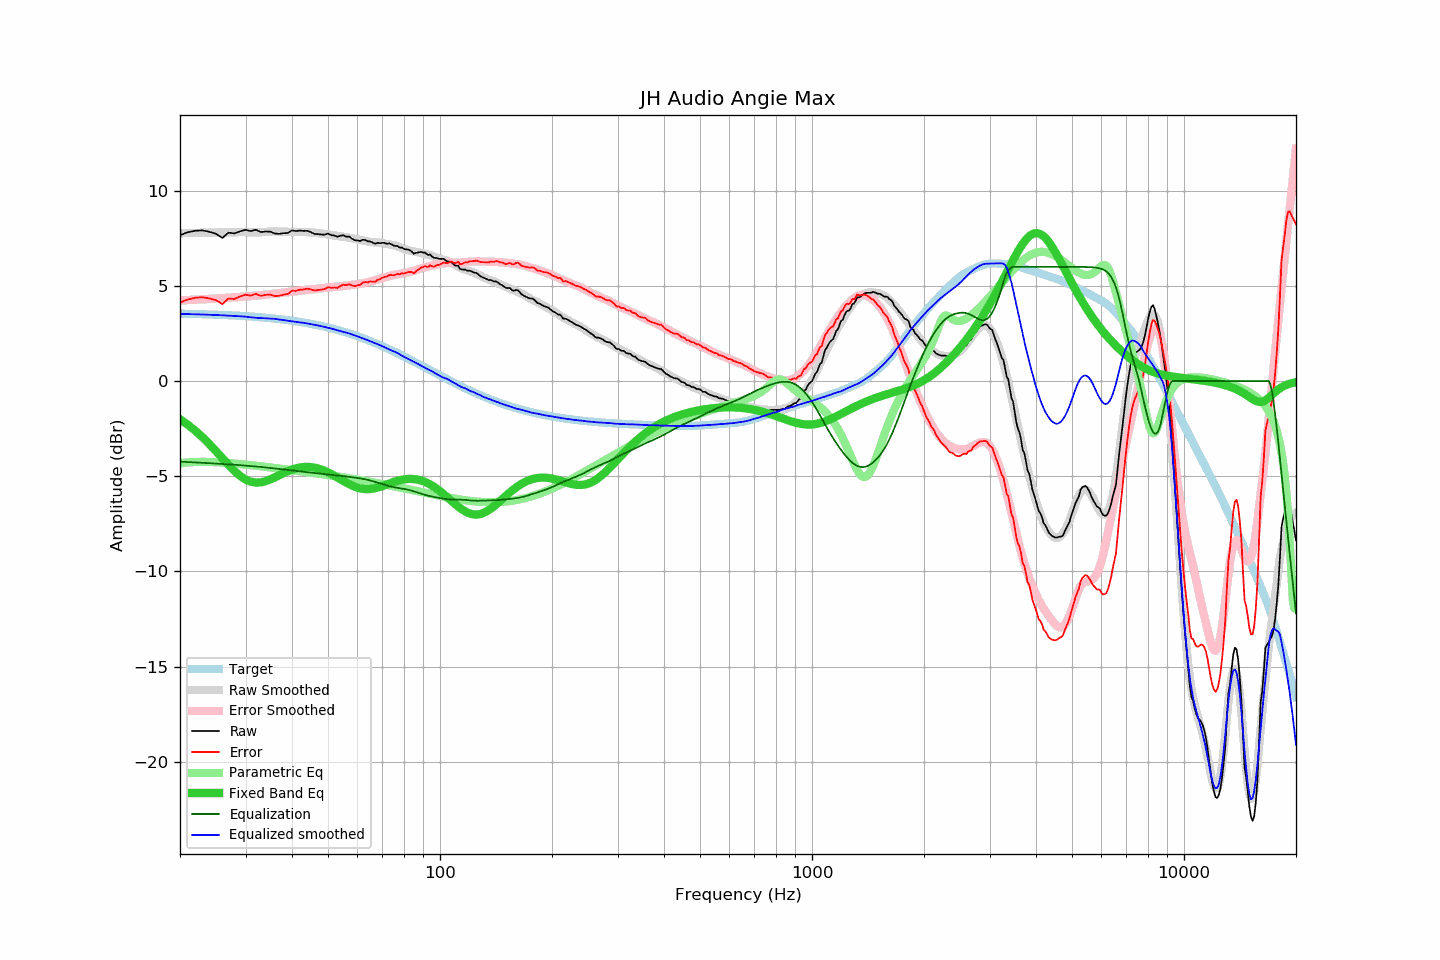 JH Audio Angie Max
Amplitude (dBr)
10
5
0
−5
−10
−15
−20
Target
Raw Smoothed
Error Smoothed
Raw
Error
Parametric Eq
Fixed Band Eq
Equalization
Equalized smoothed
100
1000
10000
Frequency (Hz)